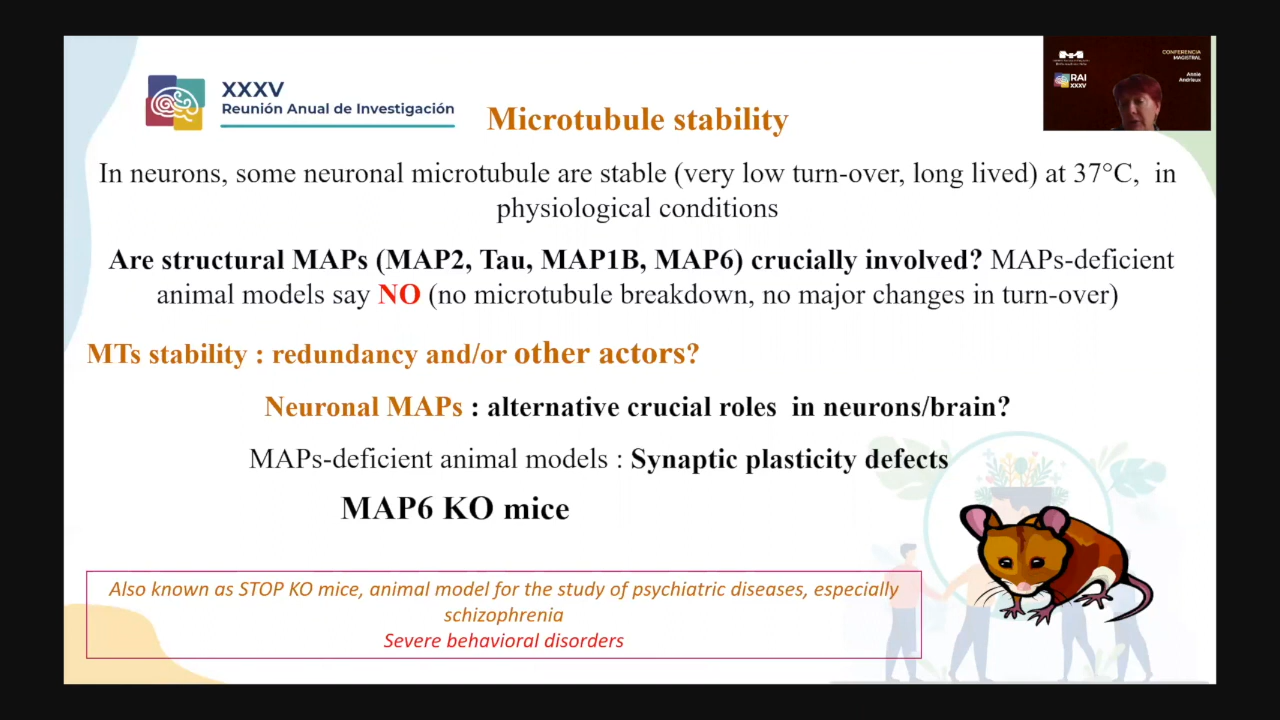 XXXV
Reunión Anual de Investigación
CONFERENCIA
MAGISTRAL
RAI
XXXV
Annie
Andrieux
Microtubule stability
In neurons, some neuronal microtubule are stable (very low turn-over, long lived) at 37°C, in
physiological conditions
Are structural MAPs (MAP2, Tau, MAP1B, MAP6) crucially involved? MAPs-deficient
animal models say NO (no microtubule breakdown, no major changes in turn-over)
MTs stability : redundancy and/or other actors?
Neuronal MAPs : alternative crucial roles in neurons/brain?
MAPs-deficient animal models : Synaptic plasticity defects
MAP6 KO mice
Also known as STOP KO mice, animal model for the study of psychiatric diseases, especially
schizophrenia
Severe behavioral disorders